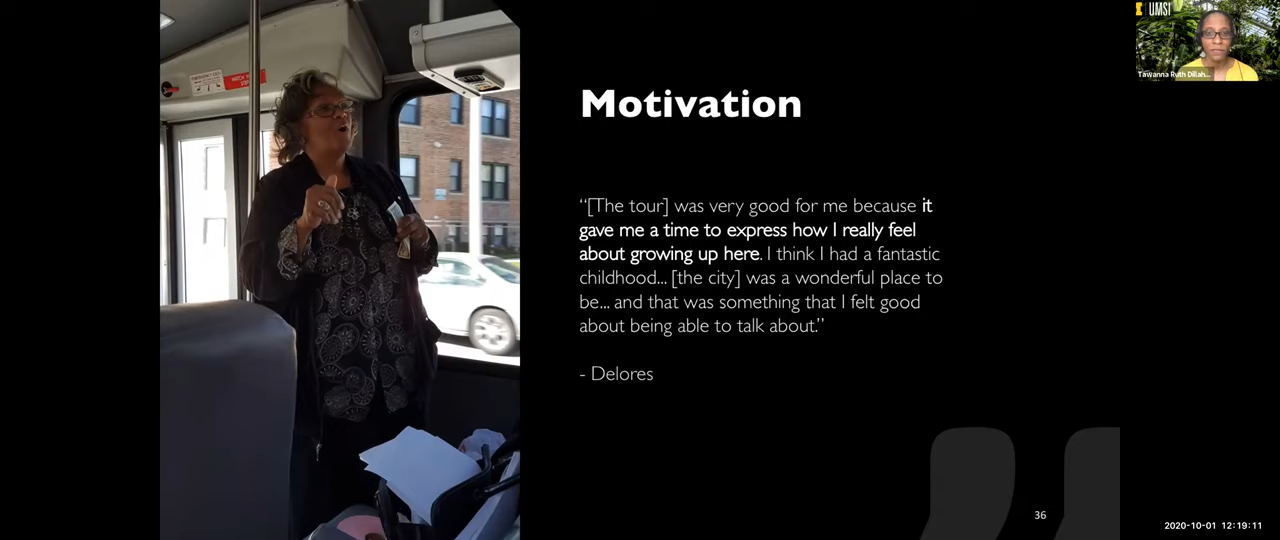 UMSI
Tawanna Ruth Dillah...
Motivation
“[The tour] was very good for me because it
gave me a time to express how I really feel
about growing up here. I think I had a fantastic
childhood... [the city] was a wonderful place to
be... and that was something that I felt good
about being able to talk about.”
- Delores
36
2020-10-01 12:19:11